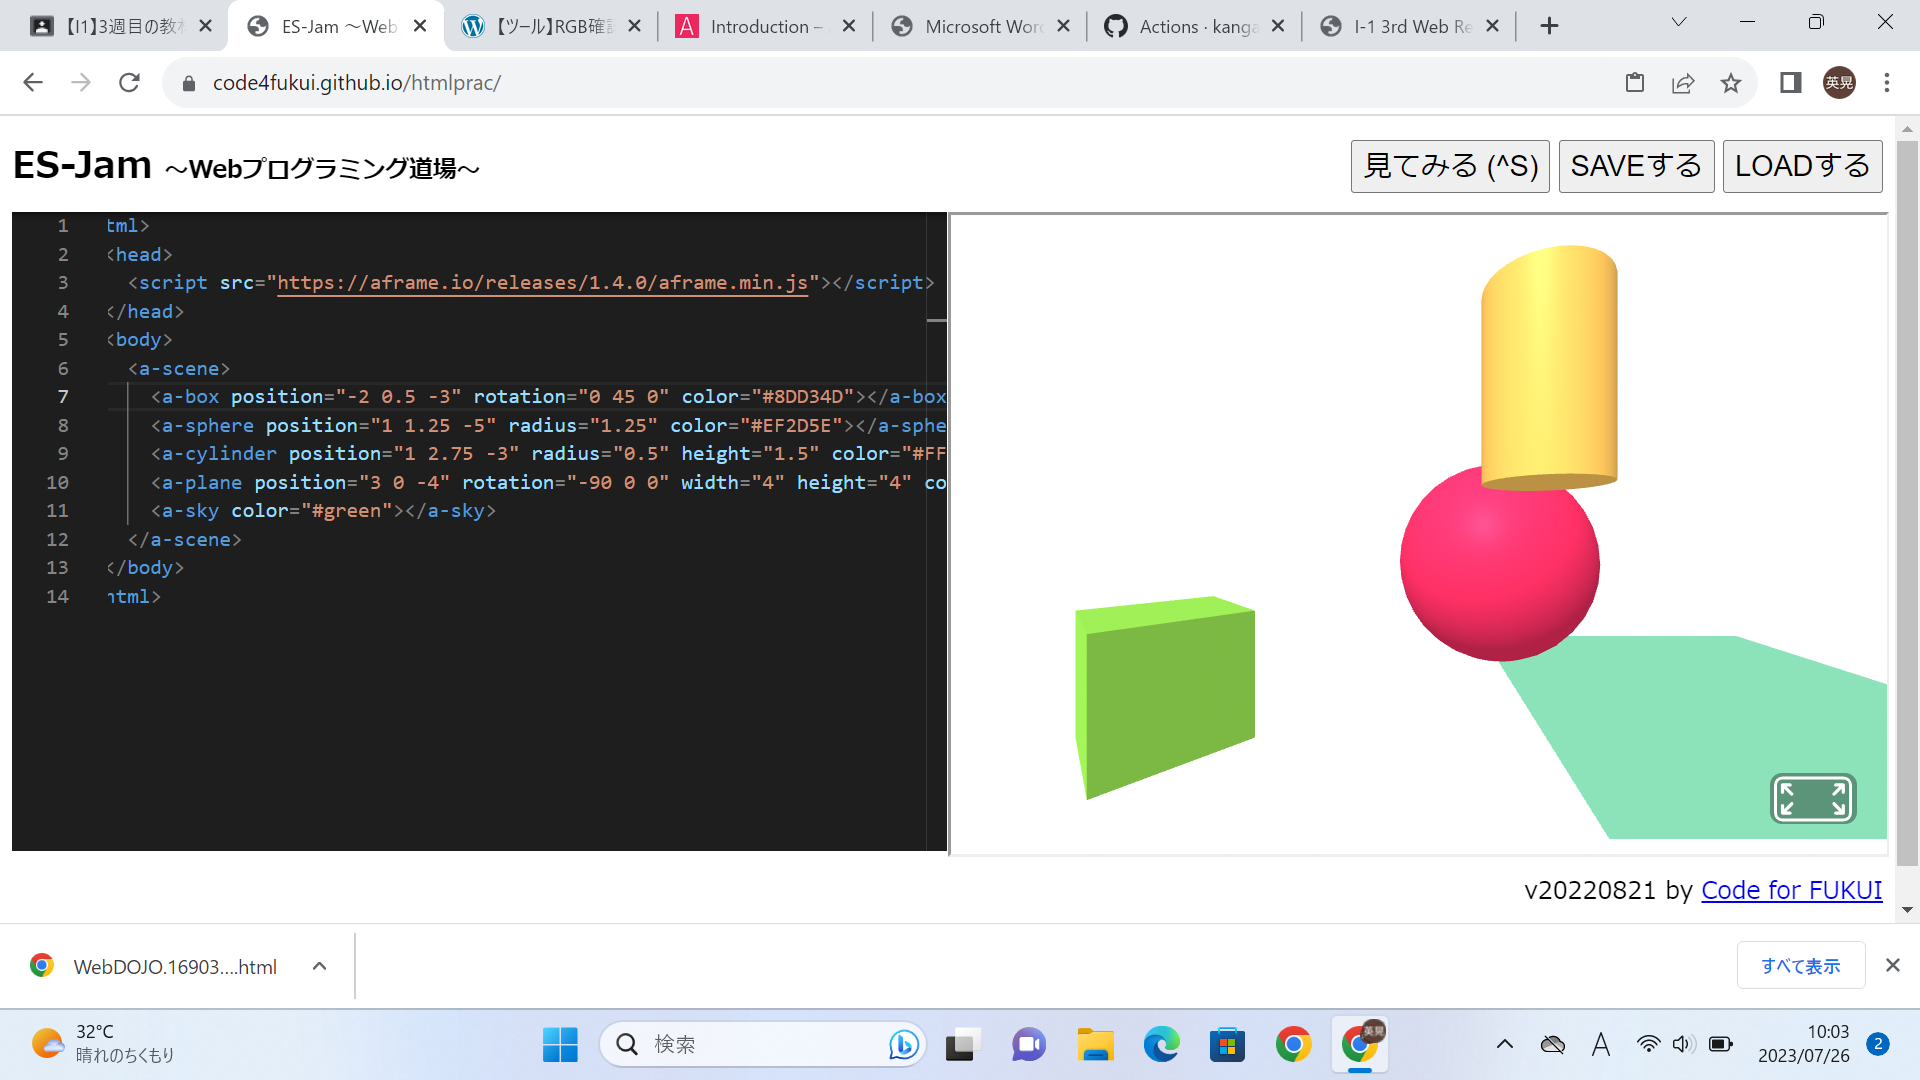 【I1】3週目の教材
ES-Jam ～Web
【ツール】RGB確認
Introduction –
Microsoft Word
Actions · kanga
I-1 3rd Web Re
code4fukui.github.io/htmlprac/
英晃
ES-Jam ～Webプログラミング道場～
見てみる (^S)
SAVEする
LOADする
1 tml>
2 <head>
3 <script src="https://aframe.io/releases/1.4.0/aframe.min.js"></script>
4 </head>
5 <body>
6 <a-scene>
7 <a-box position="-2 0.5 -3" rotation="0 45 0" color="#8DD34D"></a-box
8 <a-sphere position="1 1.25 -5" radius="1.25" color="#EF2D5E"></a-sphe
9 <a-cylinder position="1 2.75 -3" radius="0.5" height="1.5" color="#FF
10 <a-plane position="3 0 -4" rotation="-90 0 0" width="4" height="4" co
11 <a-sky color="#green"></a-sky>
12 </a-scene>
13 </body>
14 html>
v20220821 by Code for FUKUI
WebDOJO.16903....html
すべて表示
32°C
晴れのちくもり
検索
英晃
A
10:03
2023/07/26
2